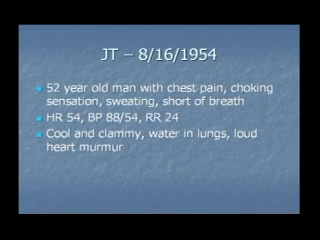 JT – 8/16/1954
52 year old man with chest pain, choking
sensation, sweating, short of breath
HR 54, BP 88/54, RR 24
Cool and clammy, water in lungs, loud
heart murmur